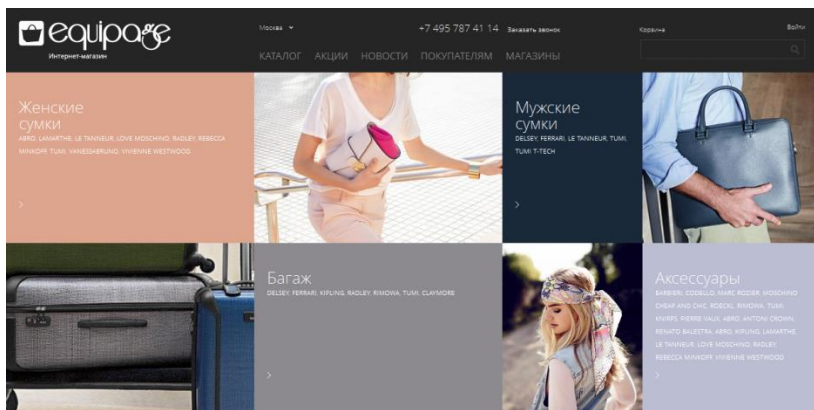 equipage
Интернет-магазин
Москва
+7 495 787 41 14
Заказать звонок
Корзина
Войти
КАТАЛОГ
АКЦИИ
НОВОСТИ
ПОКУПАТЕЛЯМ
МАГАЗИНЫ
Женские
сумки
ABRO, LAMARTHE, LE TANNEUR, LOVE MOSCHINO, RADLEY, REBECCA
MINKOFF, TUMI, VANESSABRUNO, VIVIENNE WESTWOOD
Мужские
сумки
DELSEY, FERRARI, LE TANNEUR, TUMI,
TUMI T-TECH
Багаж
DELSEY, FERRARI, KIPLING, RADLEY, RIMOWA, TUMI, CLAYMORE
Аксессуары
BARBIERI, CODELLO, MARC ROZIER, MOSCHINO
CHEAP AND CHIC, ROECKL, RIMOWA, TUMI,
KNIRPS, PIERRE VAUX, ABRO, ANTONI CROWN,
RENATO BALESTRA, ABRO, KIPLING, LAMARTHE,
LE TANNEUR, LOVE MOSCHINO, RADLEY,
REBECCA MINKOFF, VIVIENNE WESTWOOD